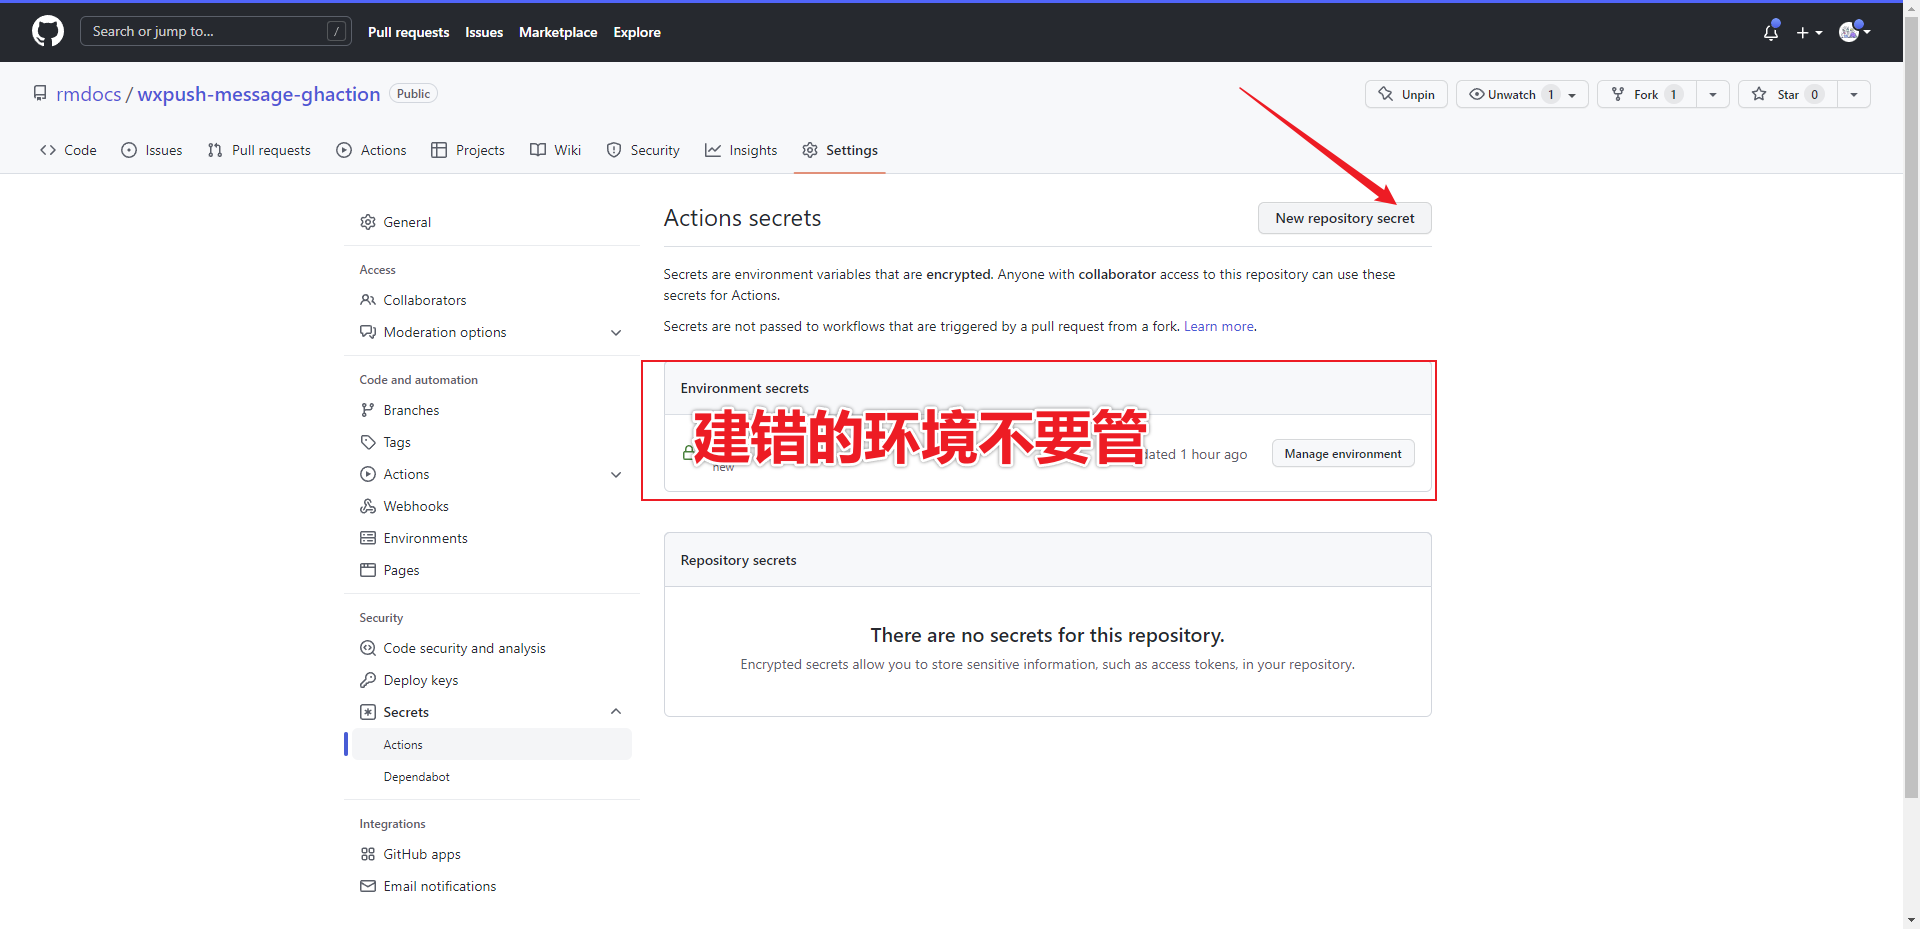 Search or jump to... /
Pull requests Issues Marketplace Explore
rmdocs / wxpush-message-ghaction Public
Unpin Unwatch 1 Fork 1 Star 0
Code Issues Pull requests Actions Projects Wiki Security Insights Settings
General
Access
Collaborators
Moderation options
Code and automation
Branches
Tags
Actions
Webhooks
Environments
Pages
Security
Code security and analysis
Deploy keys
Secrets
Actions
Dependabot
Integrations
GitHub apps
Email notifications
Actions secrets
New repository secret
Secrets are environment variables that are encrypted. Anyone with collaborator access to this repository can use these
secrets for Actions.
Secrets are not passed to workflows that are triggered by a pull request from a fork. Learn more.
Environment secrets
建错的环境不要管
new
1 hour ago
Manage environment
Repository secrets
There are no secrets for this repository.
Encrypted secrets allow you to store sensitive information, such as access tokens, in your repository.